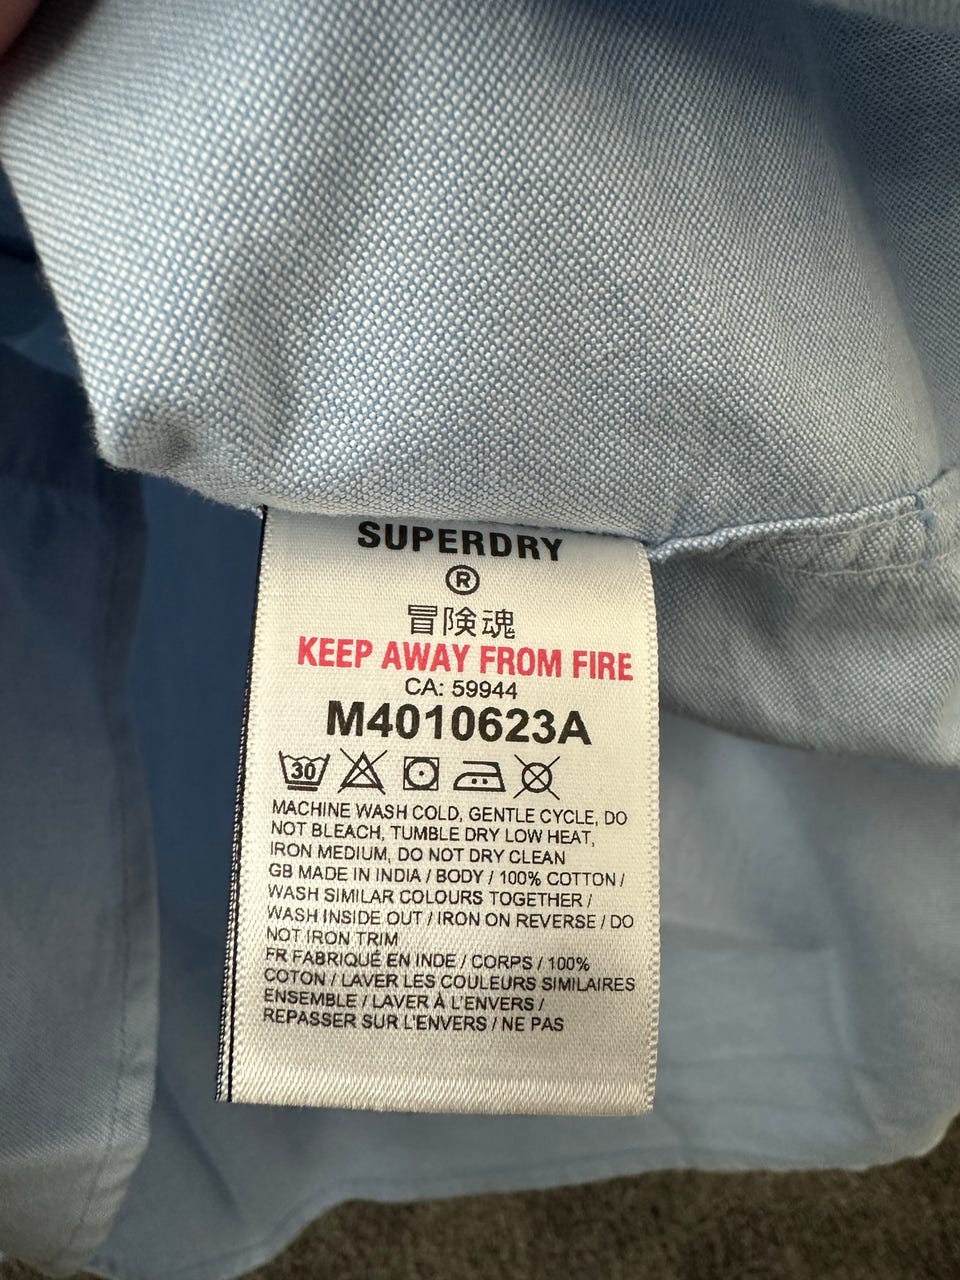 SUPERDRY
®
冒険魂
KEEP AWAY FROM FIRE
CA: 59944
M4010623A
30
MACHINE WASH COLD, GENTLE CYCLE, DO
NOT BLEACH, TUMBLE DRY LOW HEAT,
IRON MEDIUM, DO NOT DRY CLEAN
GB MADE IN INDIA / BODY / 100% COTTON /
WASH SIMILAR COLOURS TOGETHER /
WASH INSIDE OUT / IRON ON REVERSE / DO
NOT IRON TRIM
FR FABRIQUÉ EN INDE / CORPS / 100%
COTON / LAVER LES COULEURS SIMILAIRES
ENSEMBLE / LAVER À L'ENVERS /
REPASSER SUR L'ENVERS / NE PAS